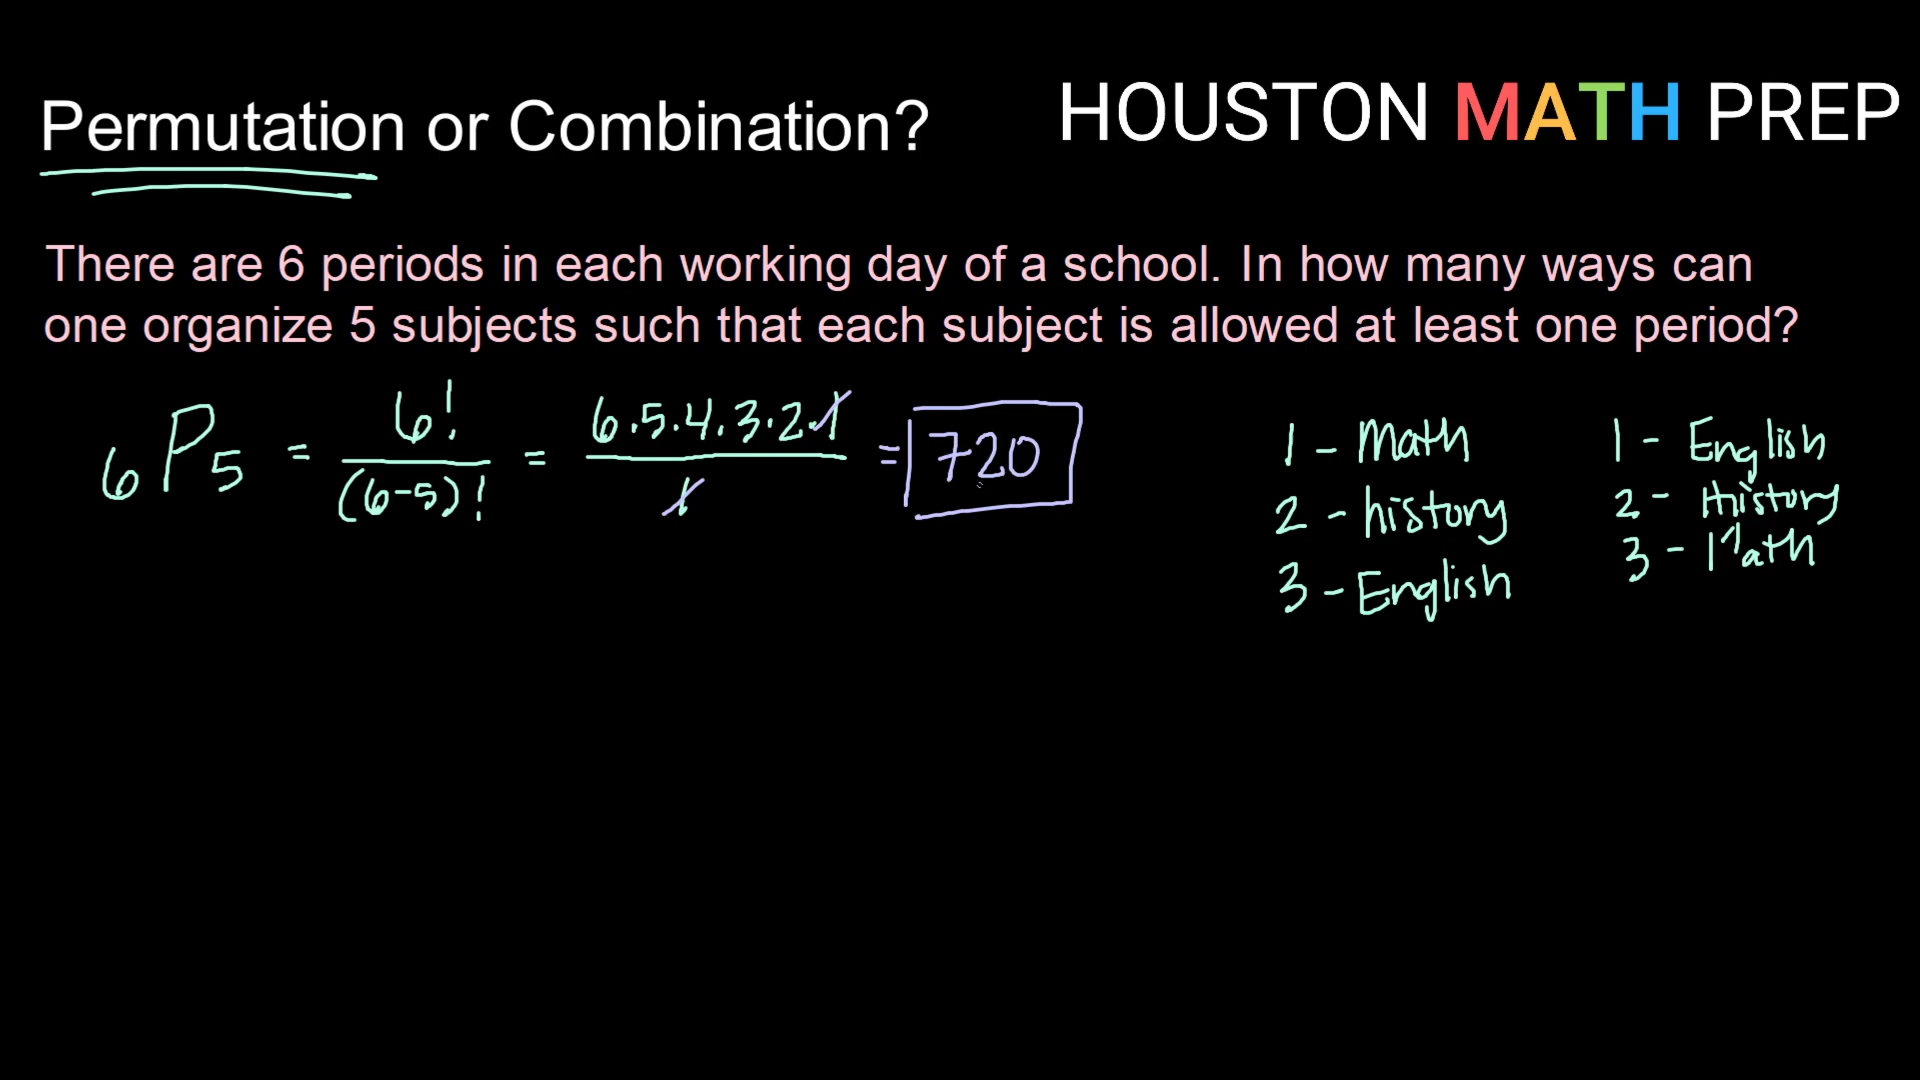 Permutation or Combination?
HOUSTON MATH PREP
There are 6 periods in each working day of a school. In how many ways can
one organize 5 subjects such that each subject is allowed at least one period?
6P5 = 6!/(6-5)! = 6·5·4·3·2·1/1 = 720
1 - Math
2 - history
3 - English
1 - English
2 - History
3 - Math